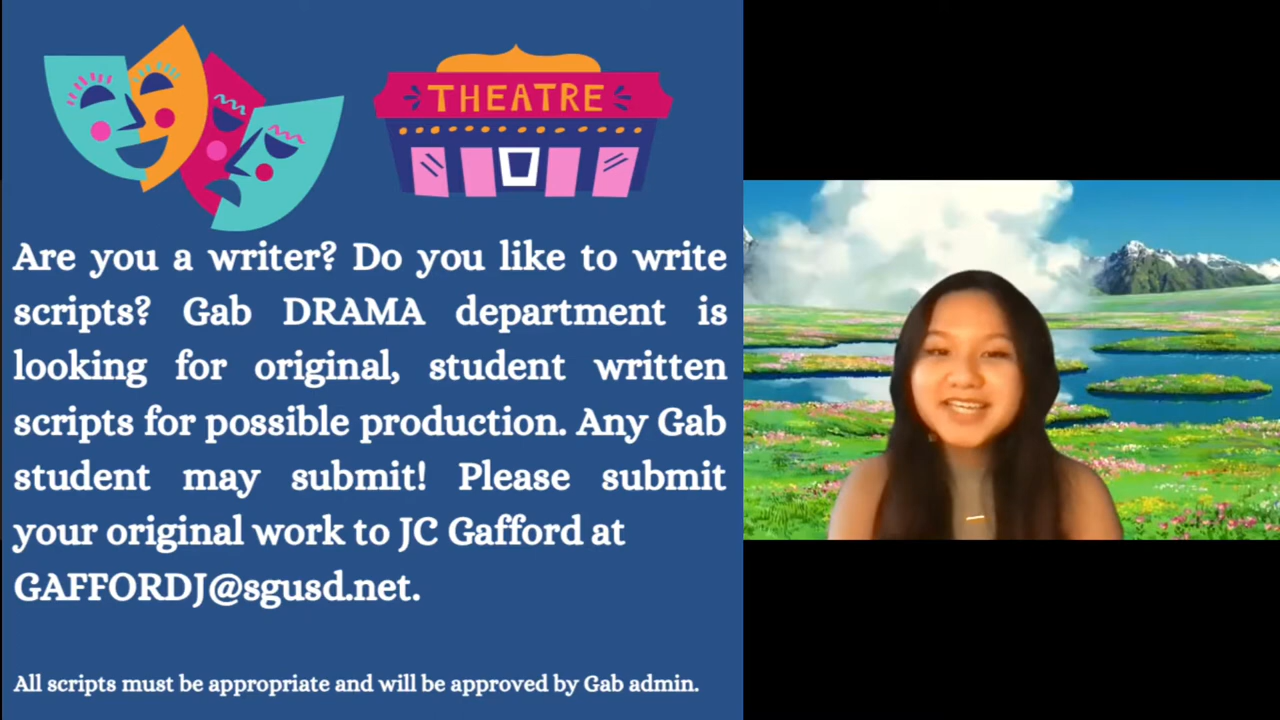 THEATRE
Are you a writer? Do you like to write
scripts? Gab DRAMA department is
looking for original, student written
scripts for possible production. Any Gab
student may submit! Please submit
your original work to JC Gafford at
GAFFORDJ@sgusd.net.
All scripts must be appropriate and will be approved by Gab admin.